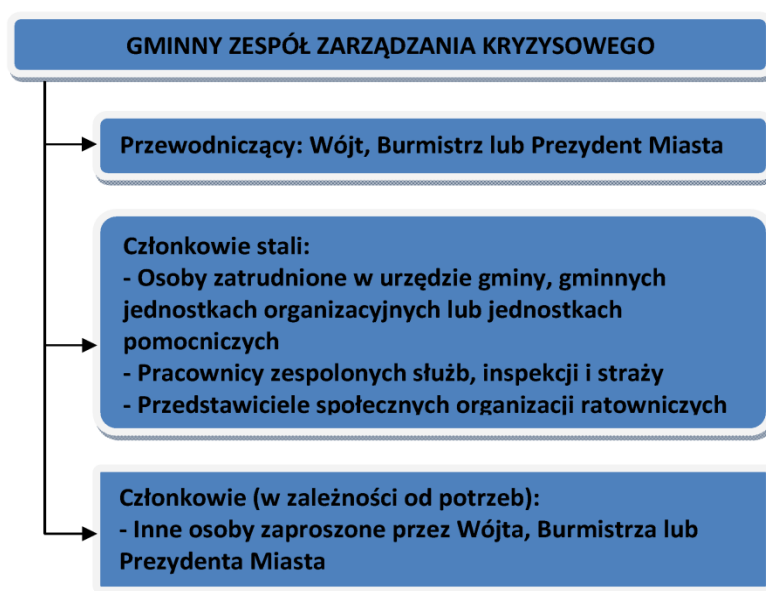 GMINNY ZESPÓŁ ZARZĄDZANIA KRYZYSOWEGO
Przewodniczący: Wójt, Burmistrz lub Prezydent Miasta
Członkowie stali:
- Osoby zatrudnione w urzędzie gminy, gminnych
jednostkach organizacyjnych lub jednostkach
pomocniczych
- Pracownicy zespolonych służb, inspekcji i straży
- Przedstawiciele społecznych organizacji ratowniczych
Członkowie (w zależności od potrzeb):
- Inne osoby zaproszone przez Wójta, Burmistrza lub
Prezydenta Miasta